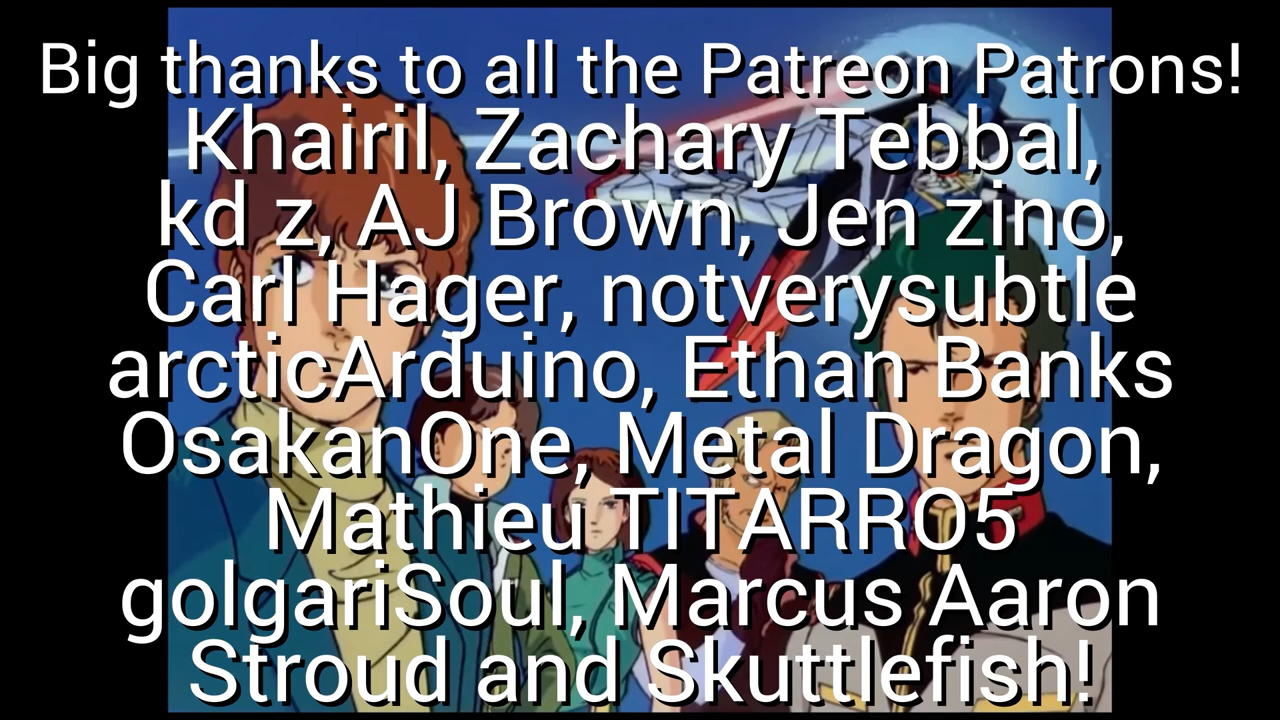 Big thanks to all the Patreon Patrons!
Khairil, Zachary Tebbal,
kd z, AJ Brown, Jen zino,
Carl Hager, notverysubtle
arcticArduino, Ethan Banks
OsakanOne, Metal Dragon,
Mathieu TITARRO5
golgariSoul, Marcus Aaron
Stroud and Skuttlefish!